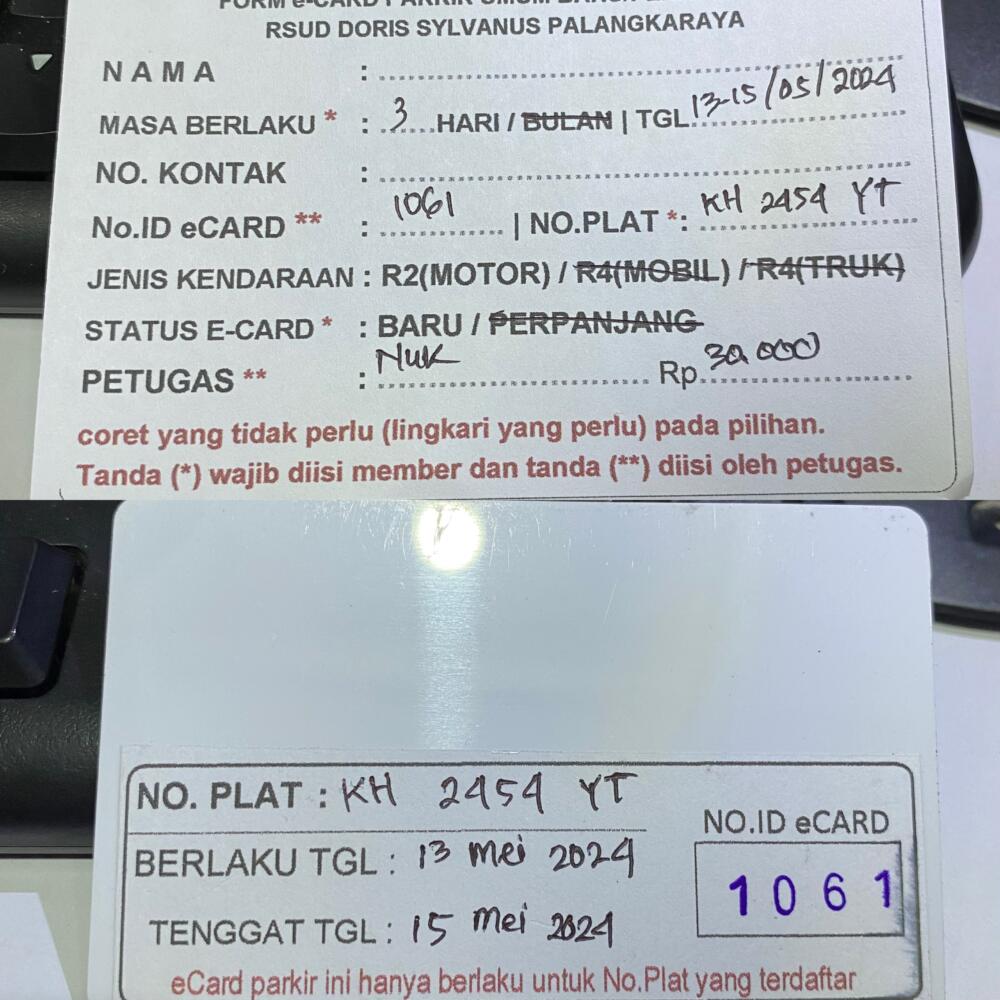 RSUD DORIS SYLVANUS PALANGKARAYA
NAMA :
MASA BERLAKU * : 3 HARI / BULAN | TGL 13-15/05/2024
NO. KONTAK :
No.ID eCARD ** : 1061 | NO.PLAT *: KH 2454 YT
JENIS KENDARAAN : R2(MOTOR) / R4(MOBIL) / R4(TRUK)
STATUS E-CARD * : BARU / PERPANJANG
PETUGAS ** : NUK Rp. 30.000
coret yang tidak perlu (lingkari yang perlu) pada pilihan.
Tanda (*) wajib diisi member dan tanda (**) diisi oleh petugas.
NO. PLAT : KH 2454 YT
NO.ID eCARD
BERLAKU TGL : 13 mei 2024
1061
TENGGAT TGL : 15 mei 2024
eCard parkir ini hanya berlaku untuk No.Plat yang terdaftar